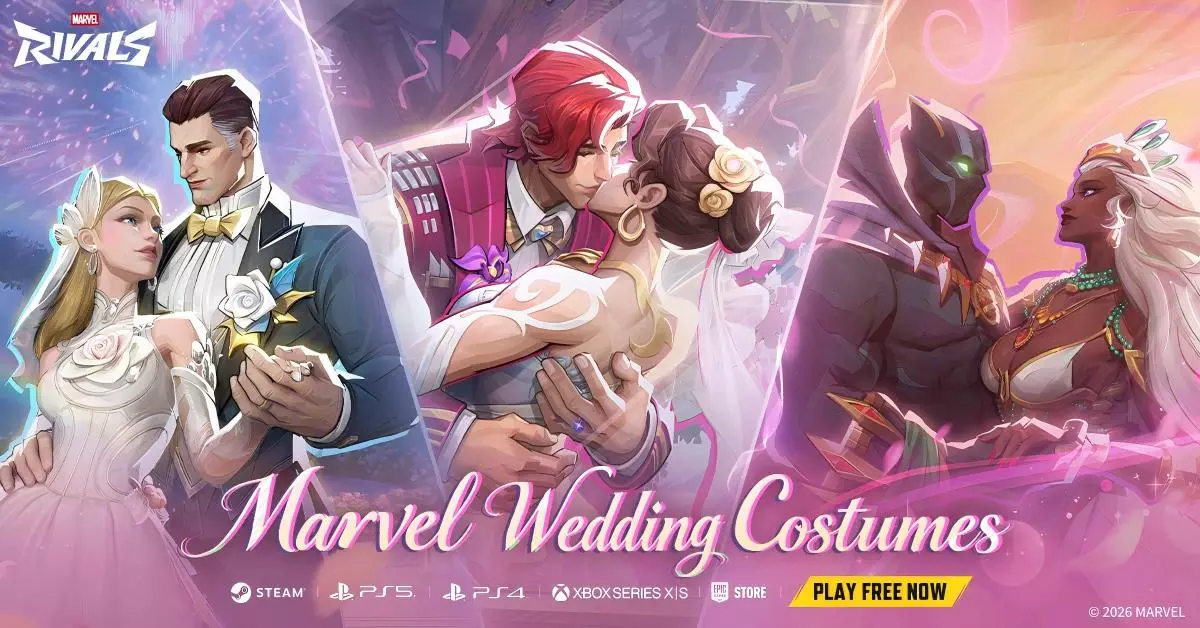 MARVEL
RIVALS
Marvel Wedding Costumes
STEAM PS5 PS4 XBOX SERIES X|S EPIC GAMES STORE PLAY FREE NOW
© 2026 MARVEL